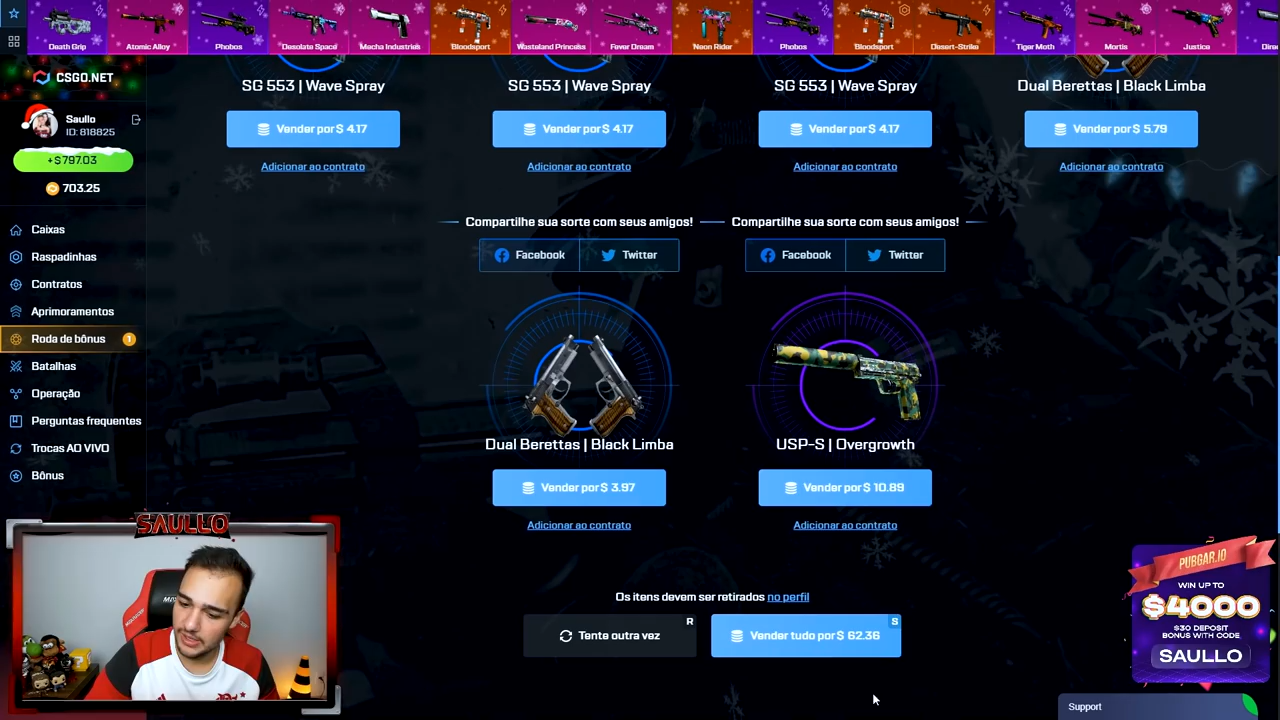 Death Grip
Atomic Alloy
Phobos
Desolate Space
Mecha Industries
Bloodsport
Wasteland Princess
Fever Dream
Neon Rider
Phobos
Bloodsport
Desert-Strike
Tiger Moth
Mortis
Justice
CSGO.NET
Saullo
ID: 818825
+$797.03
703.25
Caixas
Raspadinhas
Contratos
Aprimoramentos
Roda de bônus 1
Batalhas
Operação
Perguntas frequentes
Trocas AO VIVO
Bônus
SG 553 | Wave Spray
Vender por $ 4.17
Adicionar ao contrato
SG 553 | Wave Spray
Vender por $ 4.17
Adicionar ao contrato
SG 553 | Wave Spray
Vender por $ 4.17
Adicionar ao contrato
Dual Berettas | Black Limba
Vender por $ 5.79
Adicionar ao contrato
Compartilhe sua sorte com seus amigos!
Facebook
Twitter
Dual Berettas | Black Limba
Vender por $ 3.97
Adicionar ao contrato
Compartilhe sua sorte com seus amigos!
Facebook
Twitter
USP-S | Overgrowth
Vender por $ 10.89
Adicionar ao contrato
Os itens devem ser retirados no perfil
Tente outra vez R
Vender tudo por $ 62.36 S
SAULLO
PUBGAR.IO
WIN UP TO
$4000
$30 DEPOSIT
BONUS WITH CODE
SAULLO
Support